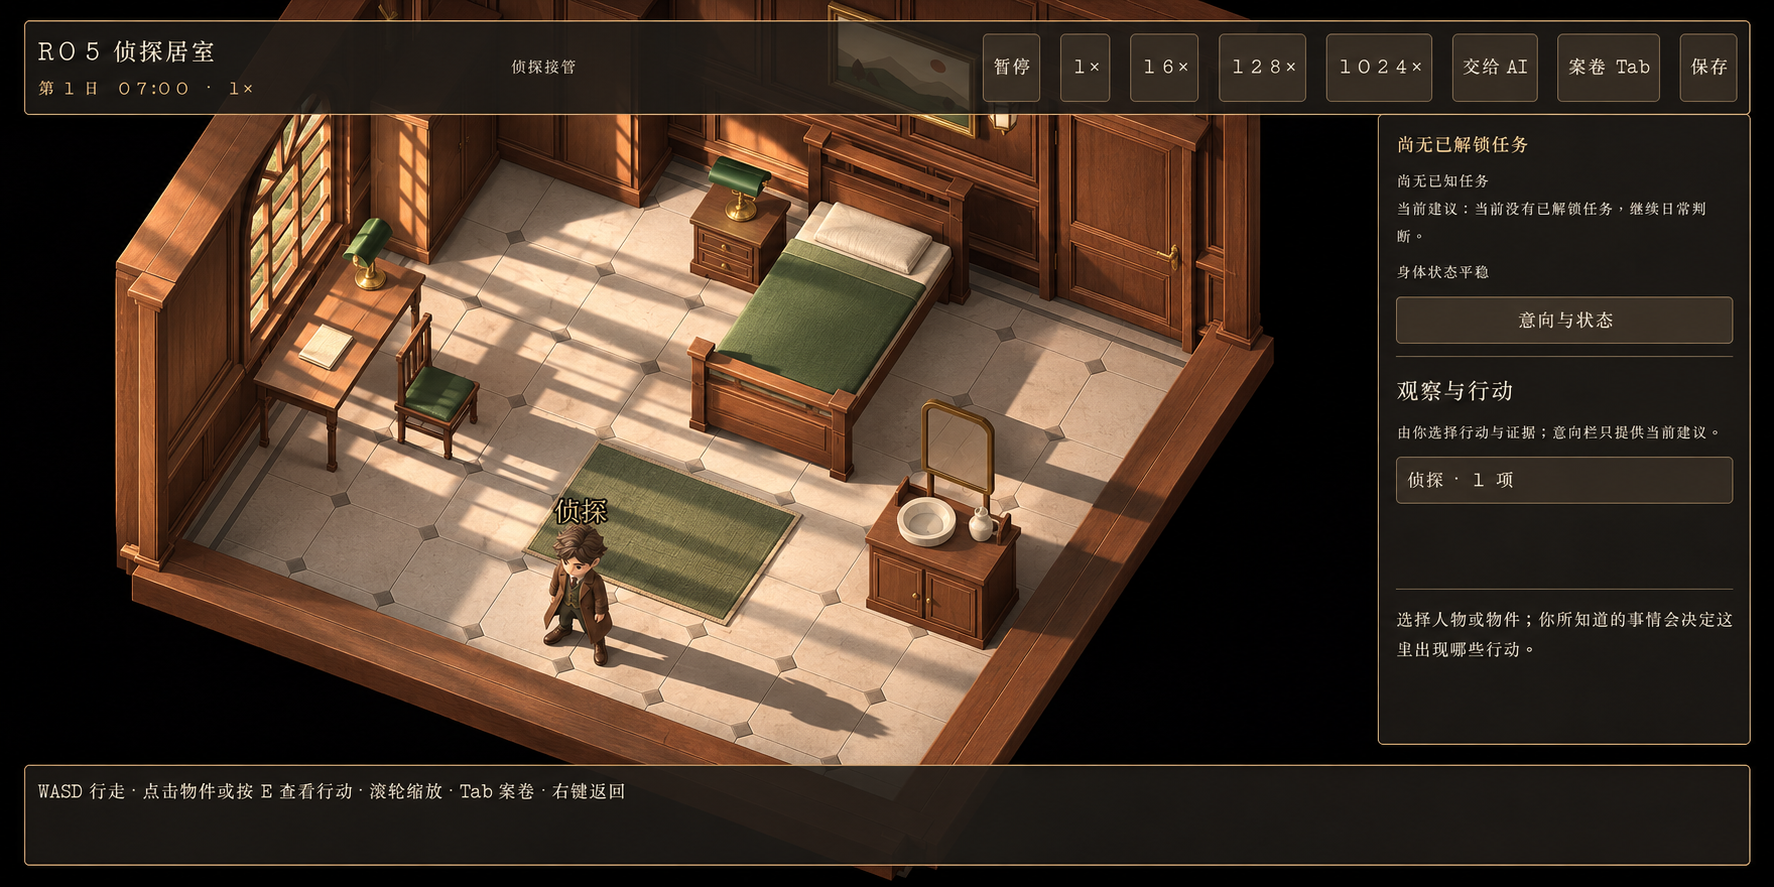 RO5 侦探居室
第 1 日 07:00 · 1×
侦探接管
暂停
1×
16×
128×
1024×
交给 AI
案卷 Tab
保存
尚无已解锁任务
尚无已知任务
当前建议：当前没有已解锁任务，继续日常判
断。
身体状态平稳
意向与状态
观察与行动
由你选择行动与证据；意向栏只提供当前建议。
侦探 · 1 项
选择人物或物件；你所知道的事情会决定这
里出现哪些行动。
侦探
WASD 行走 · 点击物件或按 E 查看行动 · 滚轮缩放 · Tab 案卷 · 右键返回